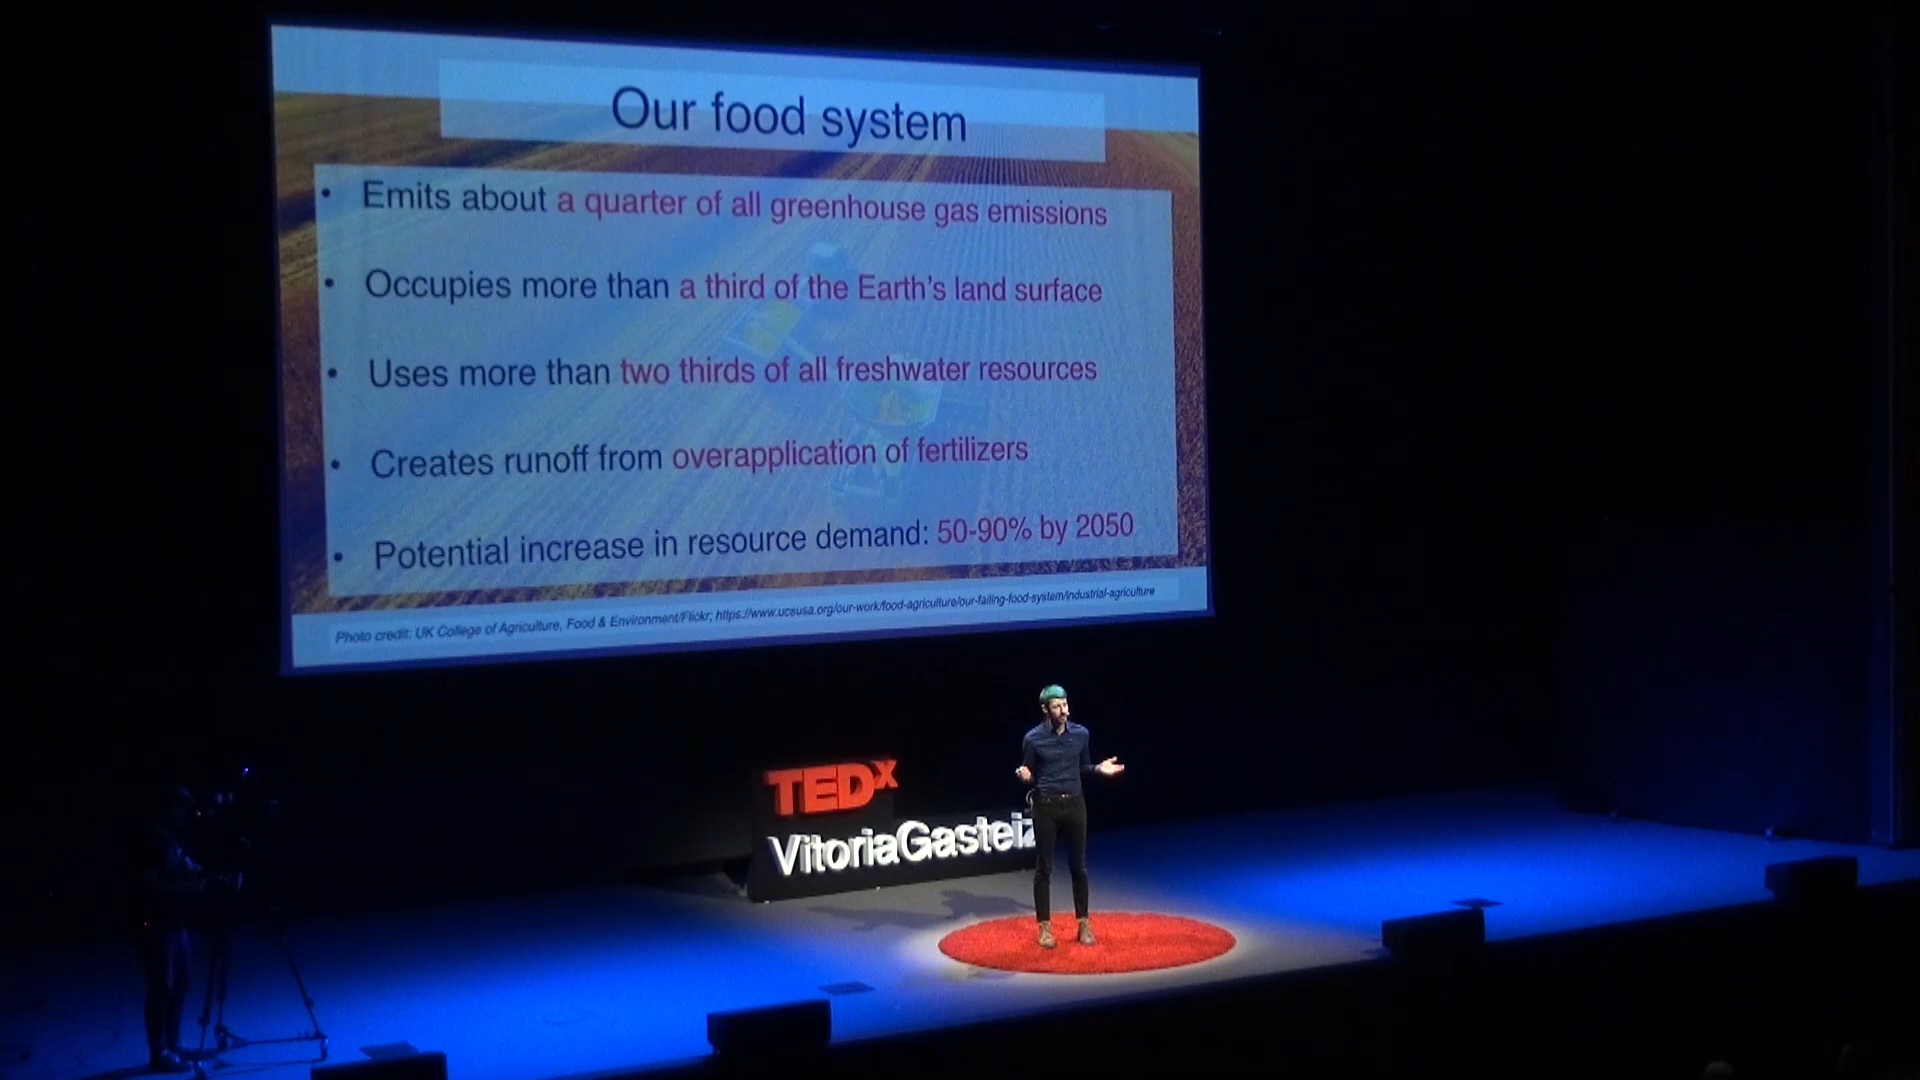 Our food system
• Emits about a quarter of all greenhouse gas emissions
• Occupies more than a third of the Earth's land surface
• Uses more than two thirds of all freshwater resources
• Creates runoff from overapplication of fertilizers
• Potential increase in resource demand: 50-90% by 2050
Photo credit: UK College of Agriculture, Food & Environment/Flickr; https://www.ucsusa.org/our-work/food-agriculture/our-failing-food-system/industrial-agriculture
TEDx
VitoriaGasteiz